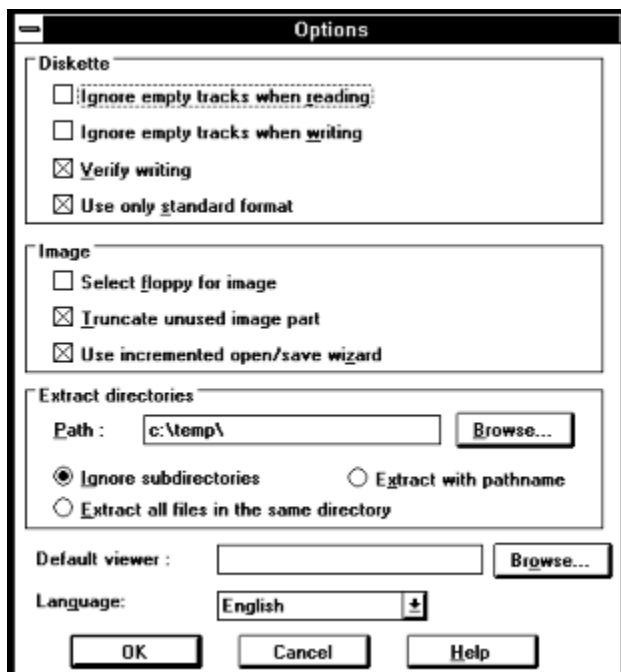 Options
Diskette
Ignore empty tracks when reading
Ignore empty tracks when writing
Verify writing
Use only standard format
Image
Select floppy for image
Truncate unused image part
Use incremented open/save wizard
Extract directories
Path : c:\temp\ Browse...
Ignore subdirectories Extract with pathname
Extract all files in the same directory
Default viewer : Browse...
Language: English
OK Cancel Help